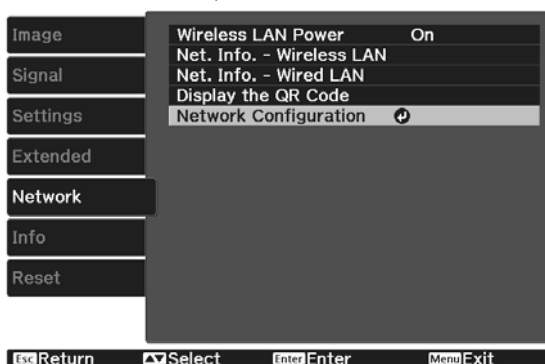 Image
Signal
Settings
Extended
Network
Info
Reset
Wireless LAN Power On
Net. Info. - Wireless LAN
Net. Info. - Wired LAN
Display the QR Code
Network Configuration
Esc Return Select Enter Enter Menu Exit